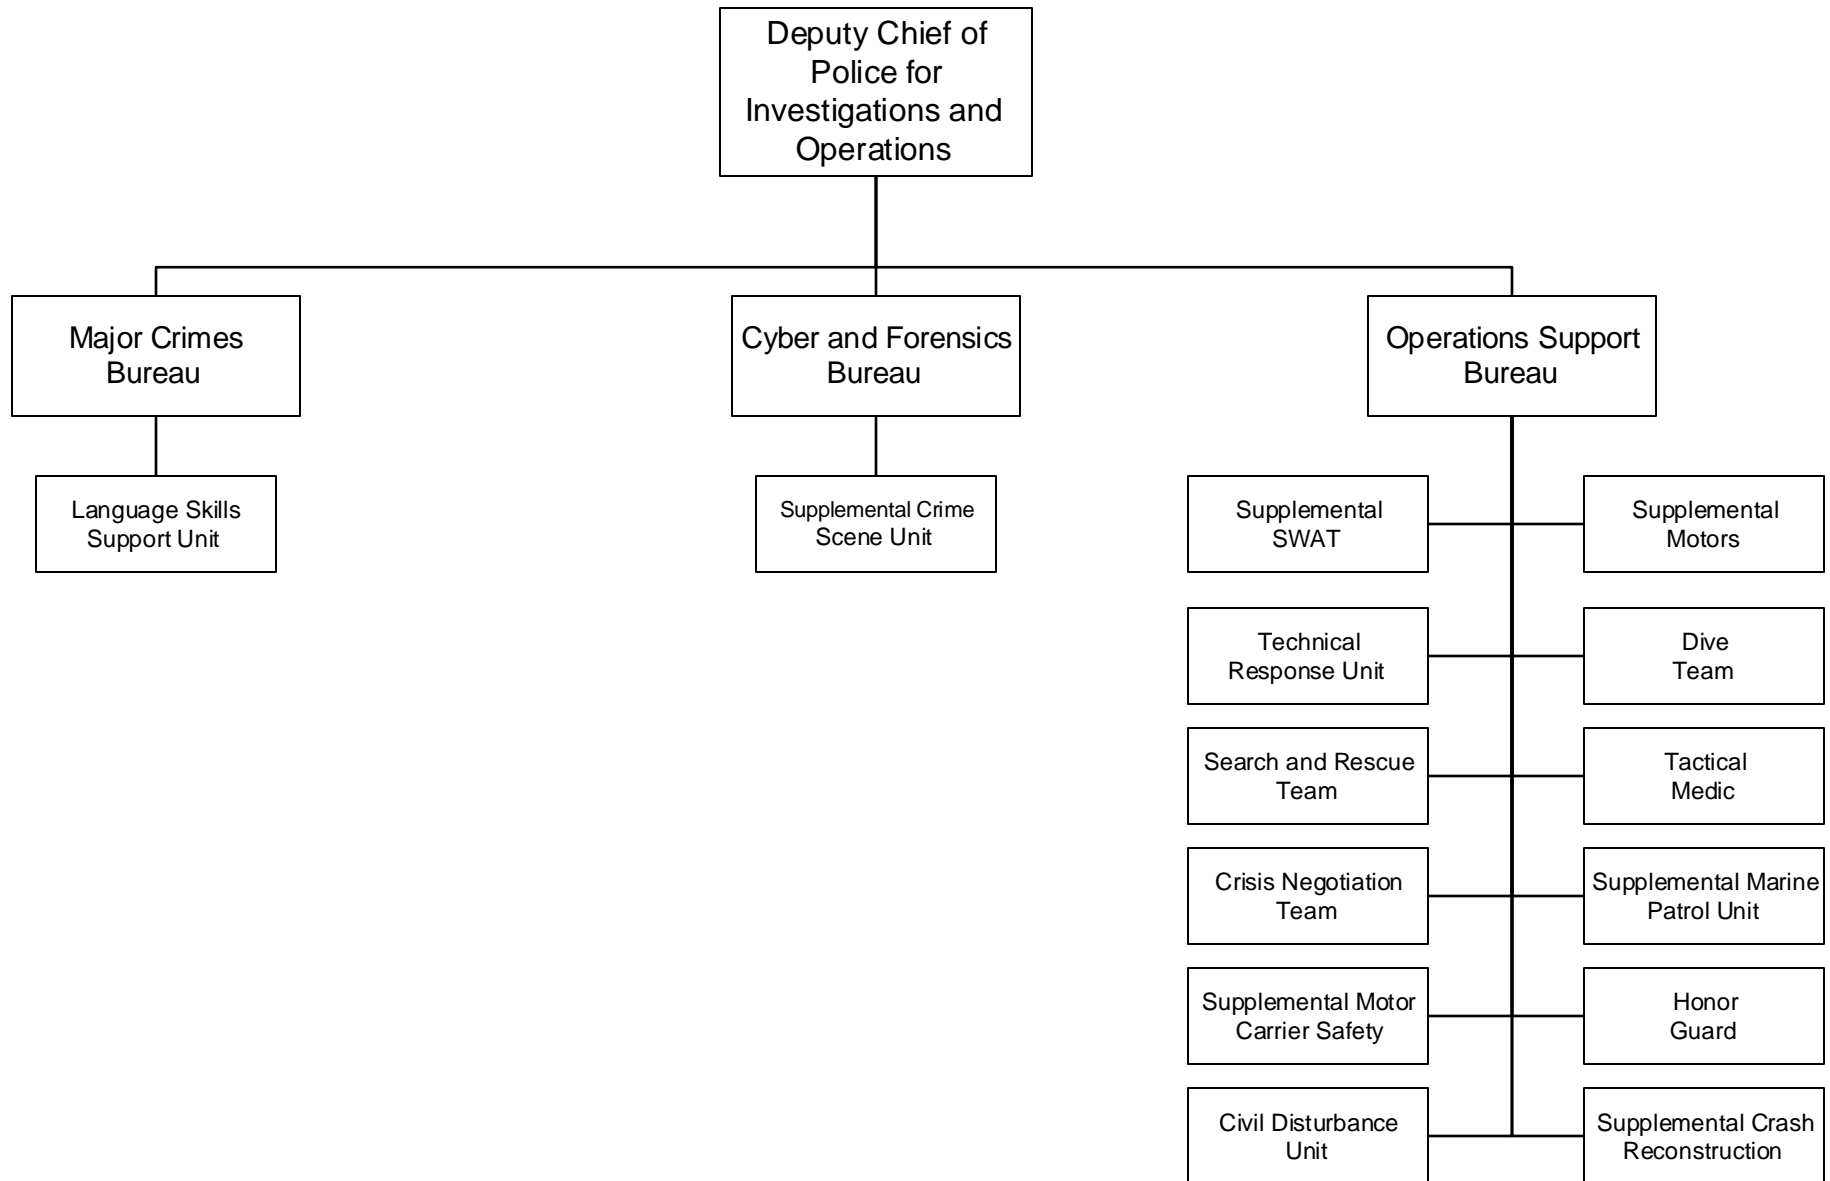 Deputy Chief of
Police for
Investigations and
Operations
Major Crimes
Bureau
Cyber and Forensics
Bureau
Operations Support
Bureau
Language Skills
Support Unit
Supplemental Crime
Scene Unit
Supplemental
SWAT
Supplemental
Motors
Technical
Response Unit
Dive
Team
Search and Rescue
Team
Tactical
Medic
Crisis Negotiation
Team
Supplemental Marine
Patrol Unit
Supplemental Motor
Carrier Safety
Honor
Guard
Civil Disturbance
Unit
Supplemental Crash
Reconstruction